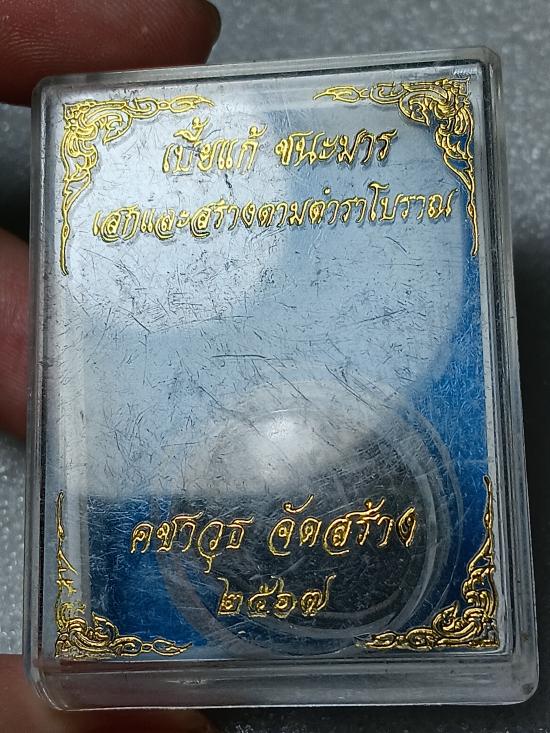 เบี้ยแก้ ชนะมาร
เสกและสร้างตามตำราโบราณ
คชาวุธ จัดสร้าง
๒๕๖๗